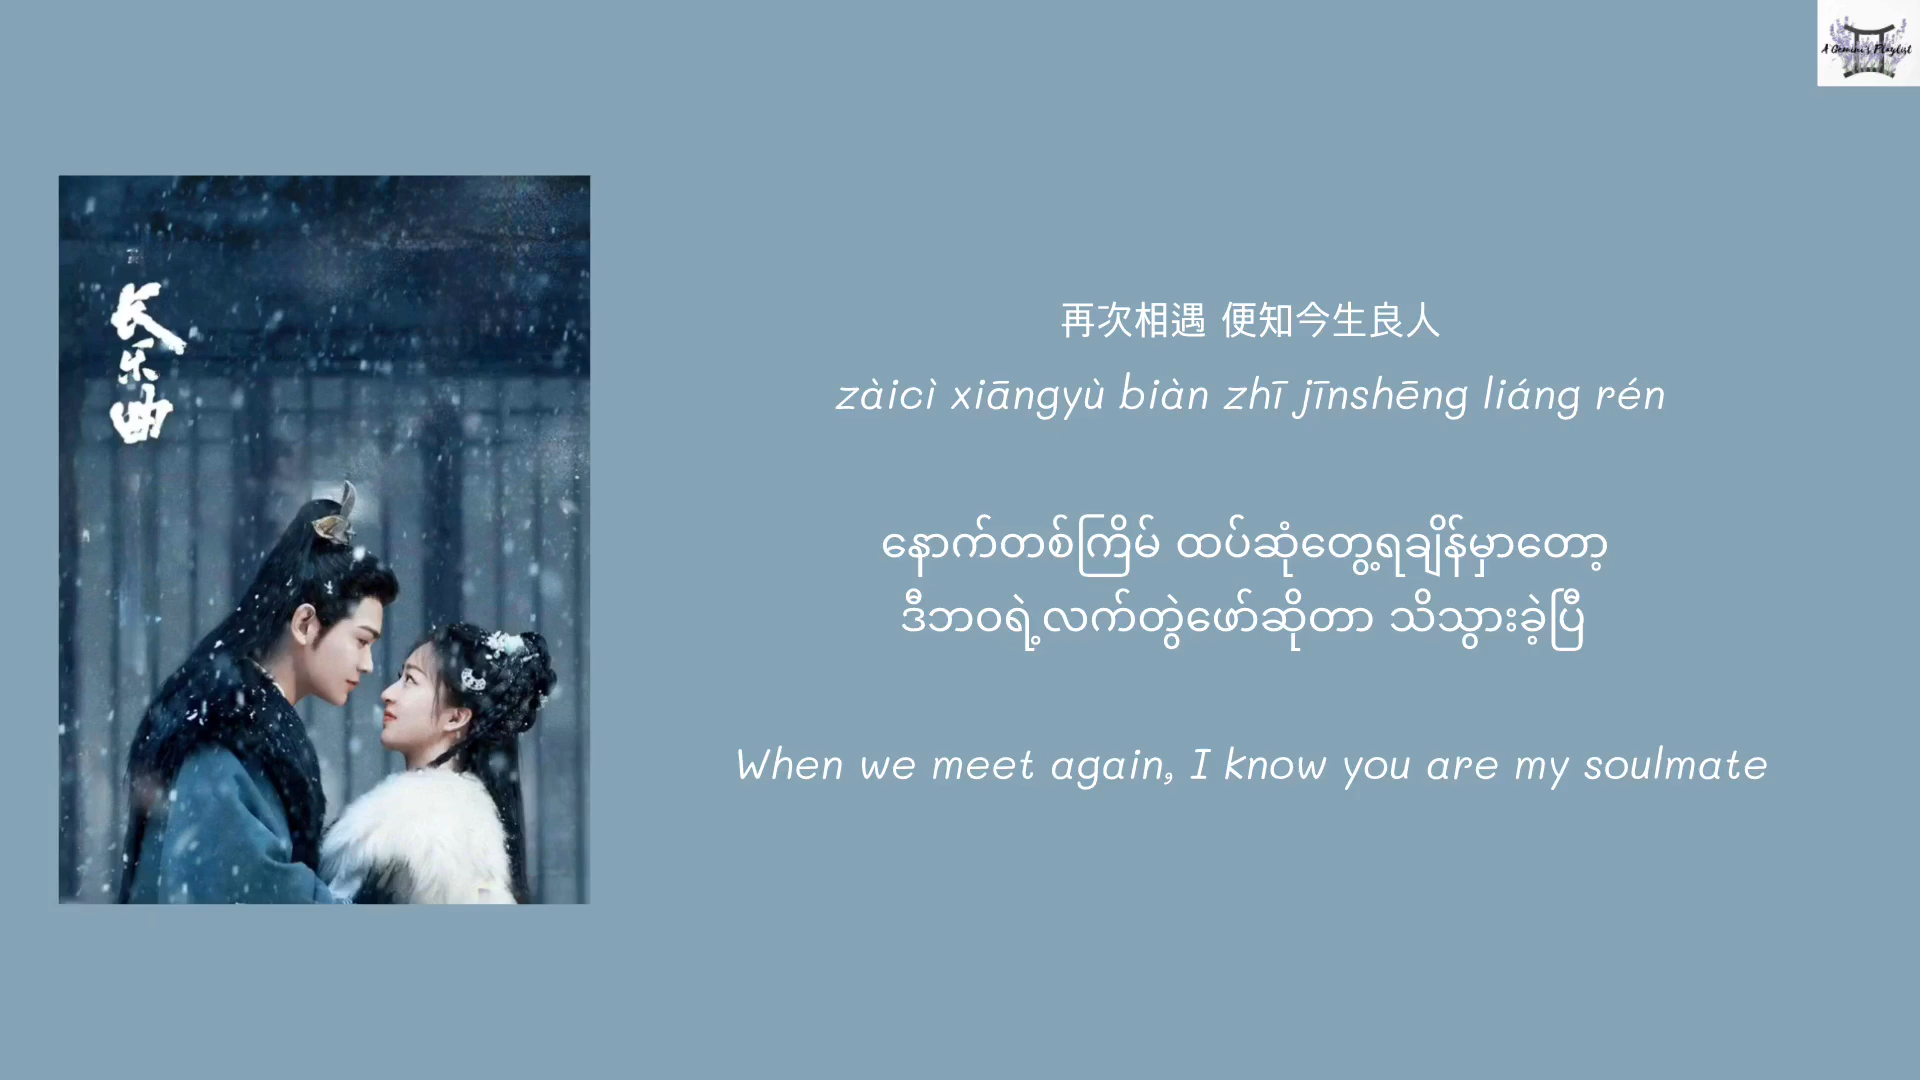 A Gemini's Playlist
长乐曲
再次相遇 便知今生良人
zàicì xiāngyù biàn zhī jīnshēng liáng rén
နောက်တစ်ကြိမ် ထပ်ဆုံတွေ့ရချိန်မှာတော့
ဒီဘဝရဲ့လက်တွဲဖော်ဆိုတာ သိသွားခဲ့ပြီ
When we meet again, I know you are my soulmate